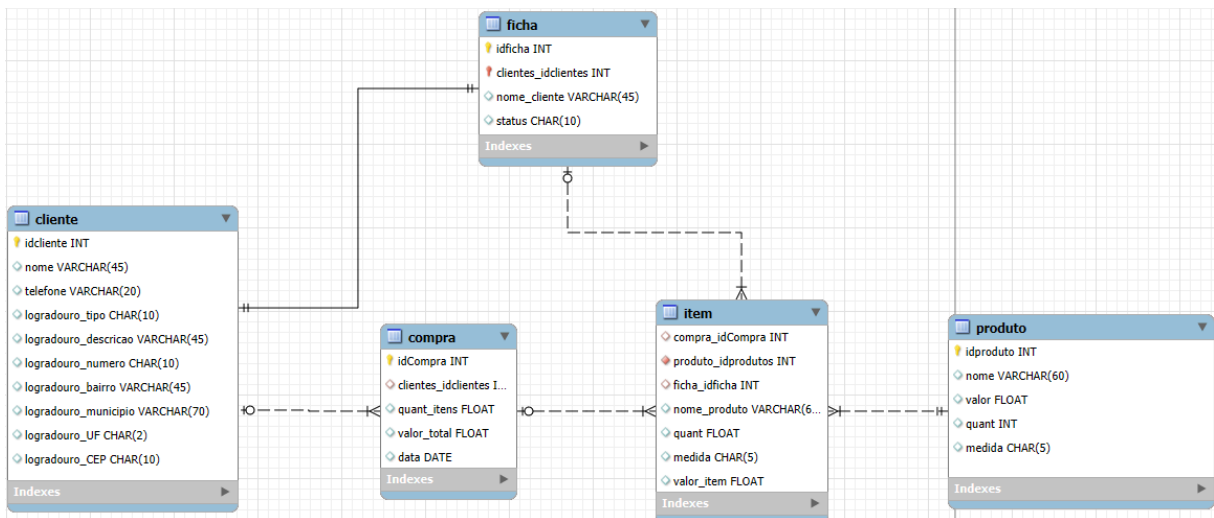 ficha
idficha INT
clientes_idclientes INT
nome_cliente VARCHAR(45)
status CHAR(10)
Indexes
cliente
idcliente INT
nome VARCHAR(45)
telefone VARCHAR(20)
logradouro_tipo CHAR(10)
logradouro_descricao VARCHAR(45)
logradouro_numero CHAR(10)
logradouro_bairro VARCHAR(45)
logradouro_municipio VARCHAR(70)
logradouro_UF CHAR(2)
logradouro_CEP CHAR(10)
Indexes
compra
idCompra INT
clientes_idclientes I...
quant_itens FLOAT
valor_total FLOAT
data DATE
Indexes
item
compra_idCompra INT
produto_idprodutos INT
ficha_idficha INT
nome_produto VARCHAR(6...
quant FLOAT
medida CHAR(5)
valor_item FLOAT
Indexes
produto
idproduto INT
nome VARCHAR(60)
valor FLOAT
quant INT
medida CHAR(5)
Indexes